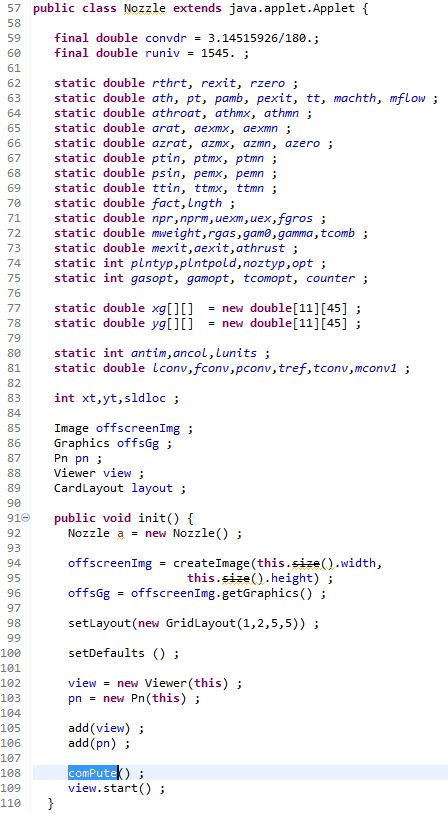 57 public class Nozzle extends java.applet.Applet {
58
59    final double convdr = 3.14515926/180.;
60    final double runiv = 1545. ;
61
62    static double rthrt, rexit, rzero ;
63    static double ath, pt, pamb, pexit, tt, machth, mflow ;
64    static double athroat, athmx, athmn ;
65    static double arat, aexmx, aexmn ;
66    static double azrat, azmx, azmn, azero ;
67    static double ptin, ptmx, ptmn ;
68    static double psin, pemx, pemn ;
69    static double ttin, ttmx, ttmn ;
70    static double fact,lngth ;
71    static double npr,nprm,uexm,uex,fgros ;
72    static double mweight,rgas,gam0,gamma,tcomb ;
73    static double mexit,aexit,athrust ;
74    static int plntyp,plntpold,noztyp,opt ;
75    static int gasopt, gamopt, tcomopt, counter ;
76
77    static double xg[][]  = new double[11][45] ;
78    static double yg[][]  = new double[11][45] ;
79
80    static int antim,ancol,lunits ;
81    static double lconv,fconv,pconv,tref,tconv,mconv1 ;
82
83    int xt,yt,sldloc ;
84
85    Image offscreenImg ;
86    Graphics offsGg ;
87    Pn pn ;
88    Viewer view ;
89    CardLayout layout ;
90
91    public void init() {
92      Nozzle a = new Nozzle() ;
93
94      offscreenImg = createImage(this.size().width,
95                       this.size().height) ;
96      offsGg = offscreenImg.getGraphics() ;
97
98      setLayout(new GridLayout(1,2,5,5)) ;
99
100      setDefaults () ;
101
102      view = new Viewer(this) ;
103      pn = new Pn(this) ;
104
105      add(view) ;
106      add(pn) ;
107
108      comPute() ;
109      view.start() ;
110   }